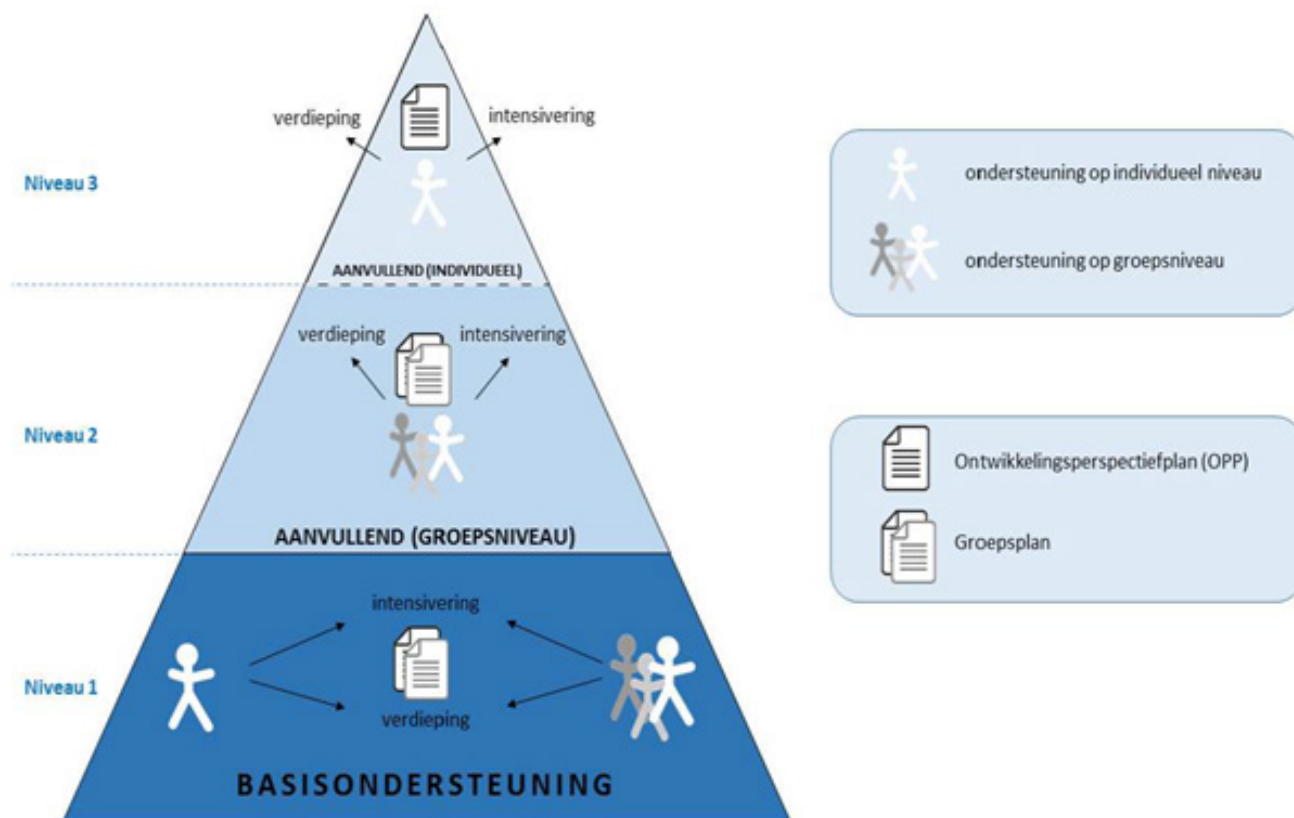 verdieping
intensivering
Niveau 3
AANVULLEND (INDIVIDUEEL)
verdieping
intensivering
Niveau 2
AANVULLEND (GROEPSNIVEAU)
intensivering
Niveau 1
verdieping
BASISONDERSTEUNING
ondersteuning op individueel niveau
ondersteuning op groepsniveau
Ontwikkelingsperspectiefplan (OPP)
Groepsplan